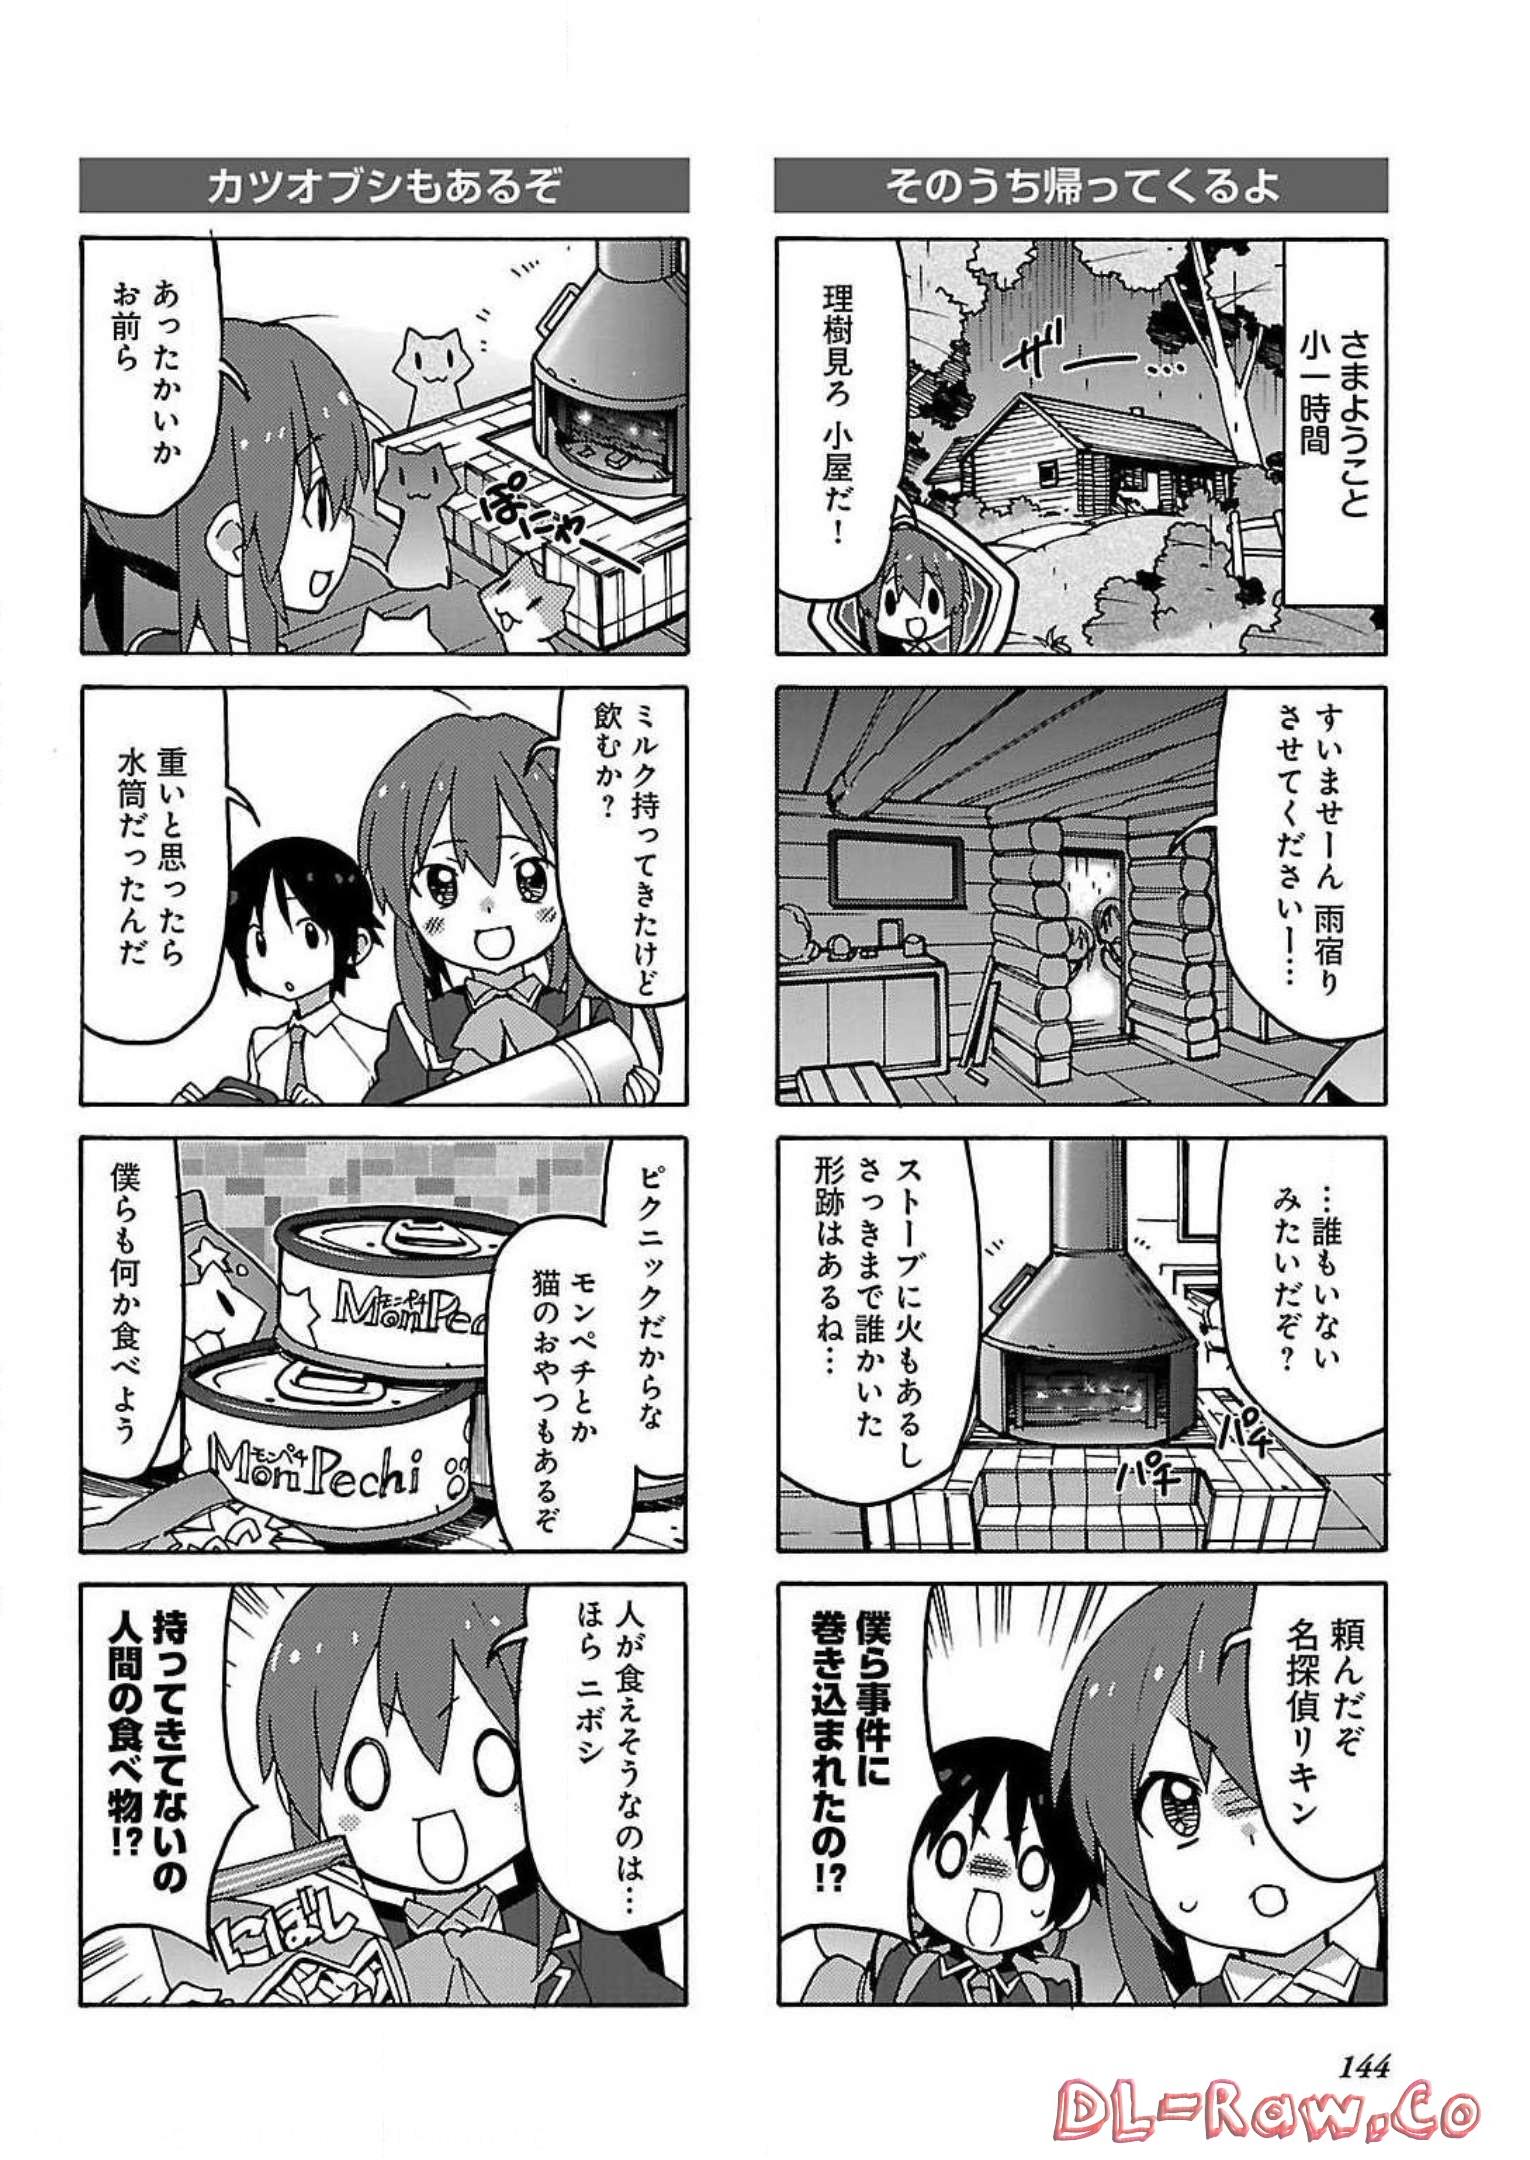 そのうち帰ってくるよ
さまようこと
小一時間
ザーー…
理樹見ろ 小屋だ!
すいませーん 雨宿り
させてくださいー…
…誰もいない
みたいだぞ?
ストーブに火もあるし
さっきまで誰かいた
形跡はあるね…
パチ
パチ
頼んだぞ
名探偵リキン
僕ら事件に
巻き込まれたの!?
カツオブシもあるぞ
あったかいか
お前ら
ぽにゃー
ミルク持ってきたけど
飲むか?
重いと思ったら
水筒だったんだ
ピクニックだからな
モンペチとか
猫のおやつもあるぞ
モンペチ
MonPec
モンペチ
MonPechi
僕らも何か食べよう
人が食えそうなのは…
ほら ニボシ
にぼし
持ってきてないの
人間の食べ物!?
144
DL-Raw.Co